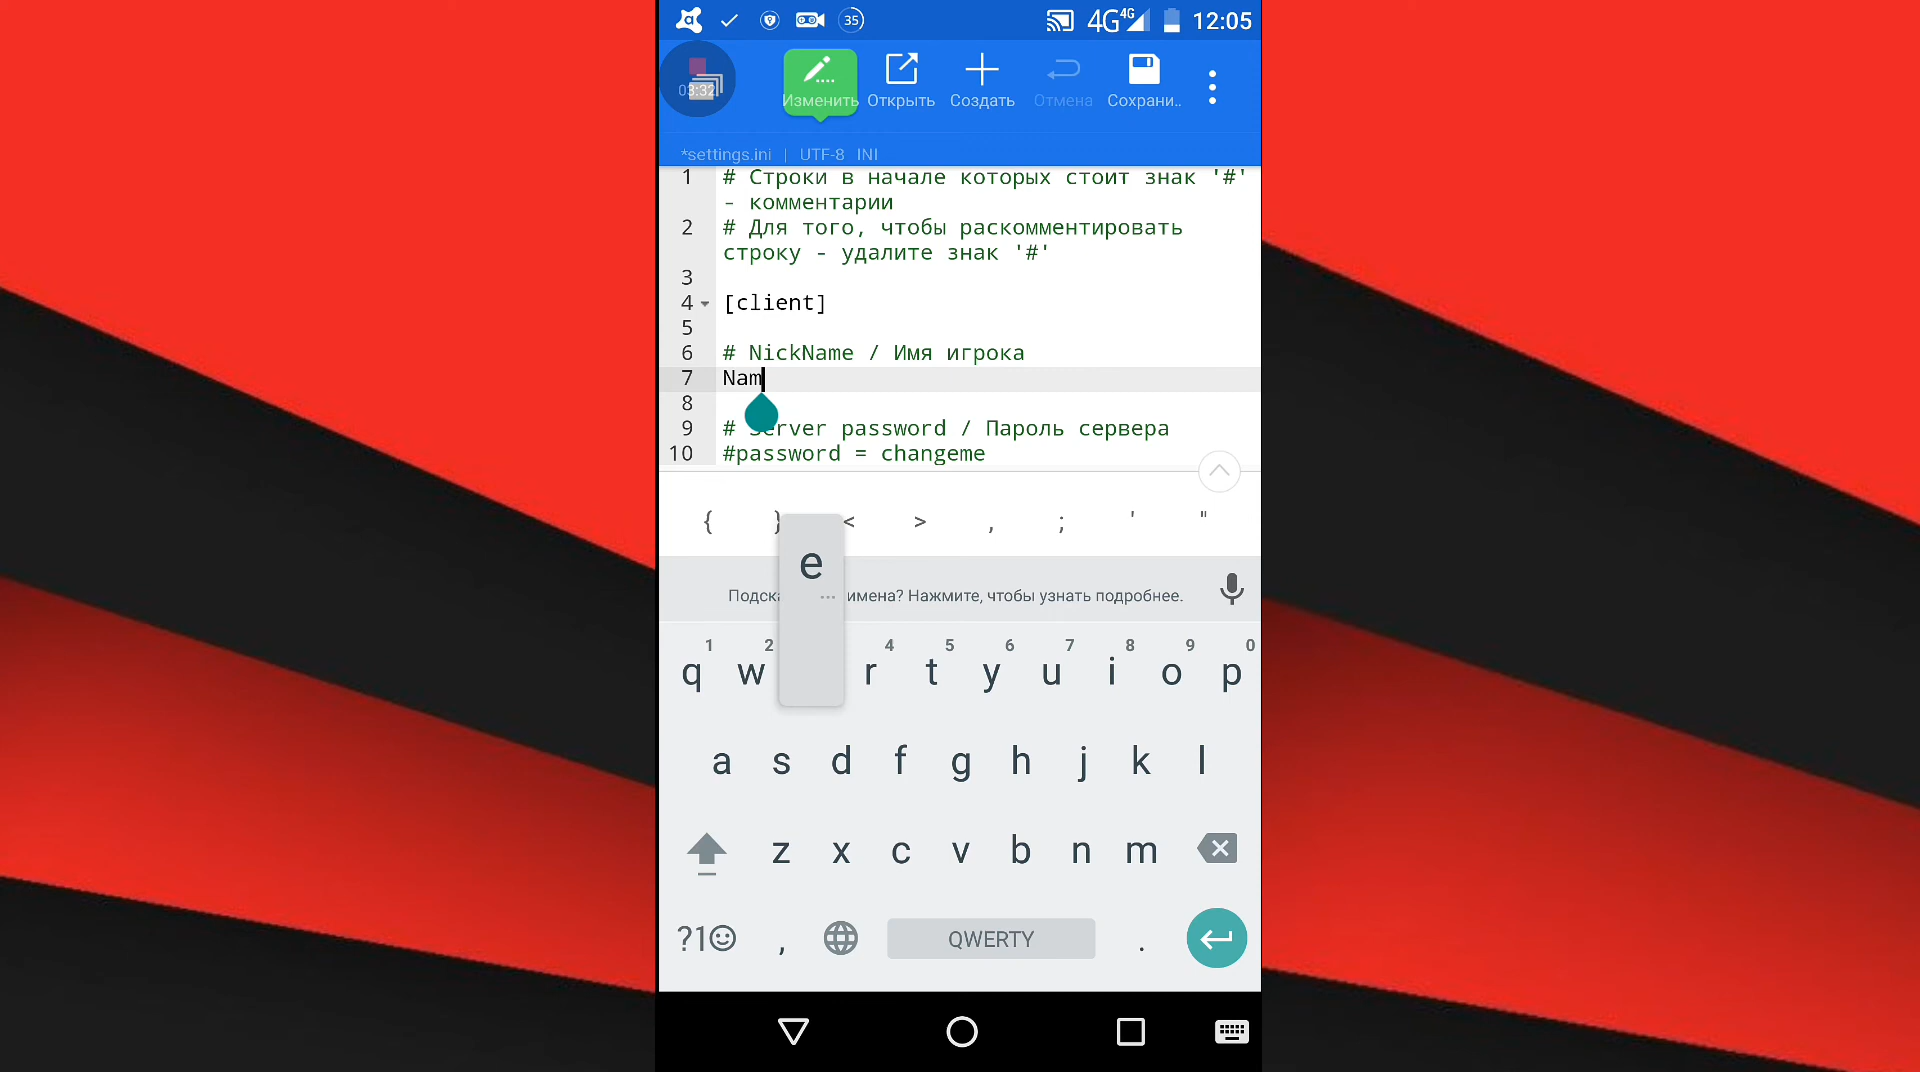 35 4G 4G 12:05
03:32 Изменить Открыть Создать Отмена Сохрани..
*settings.ini | UTF-8 INI
1 # Строки в начале которых стоит знак '#'
- комментарии
2 # Для того, чтобы раскомментировать
строку - удалите знак '#'
3
4 [client]
5
6 # NickName / Имя игрока
7 Nam
8
9 # Server password / Пароль сервера
10 #password = changeme
{ } < > , ; ' "
e
имена? Нажмите, чтобы узнать подробнее.
1 2 4 5 6 7 8 9 0
q w r t y u i o p
a s d f g h j k l
z x c v b n m
?1☺ , QWERTY .